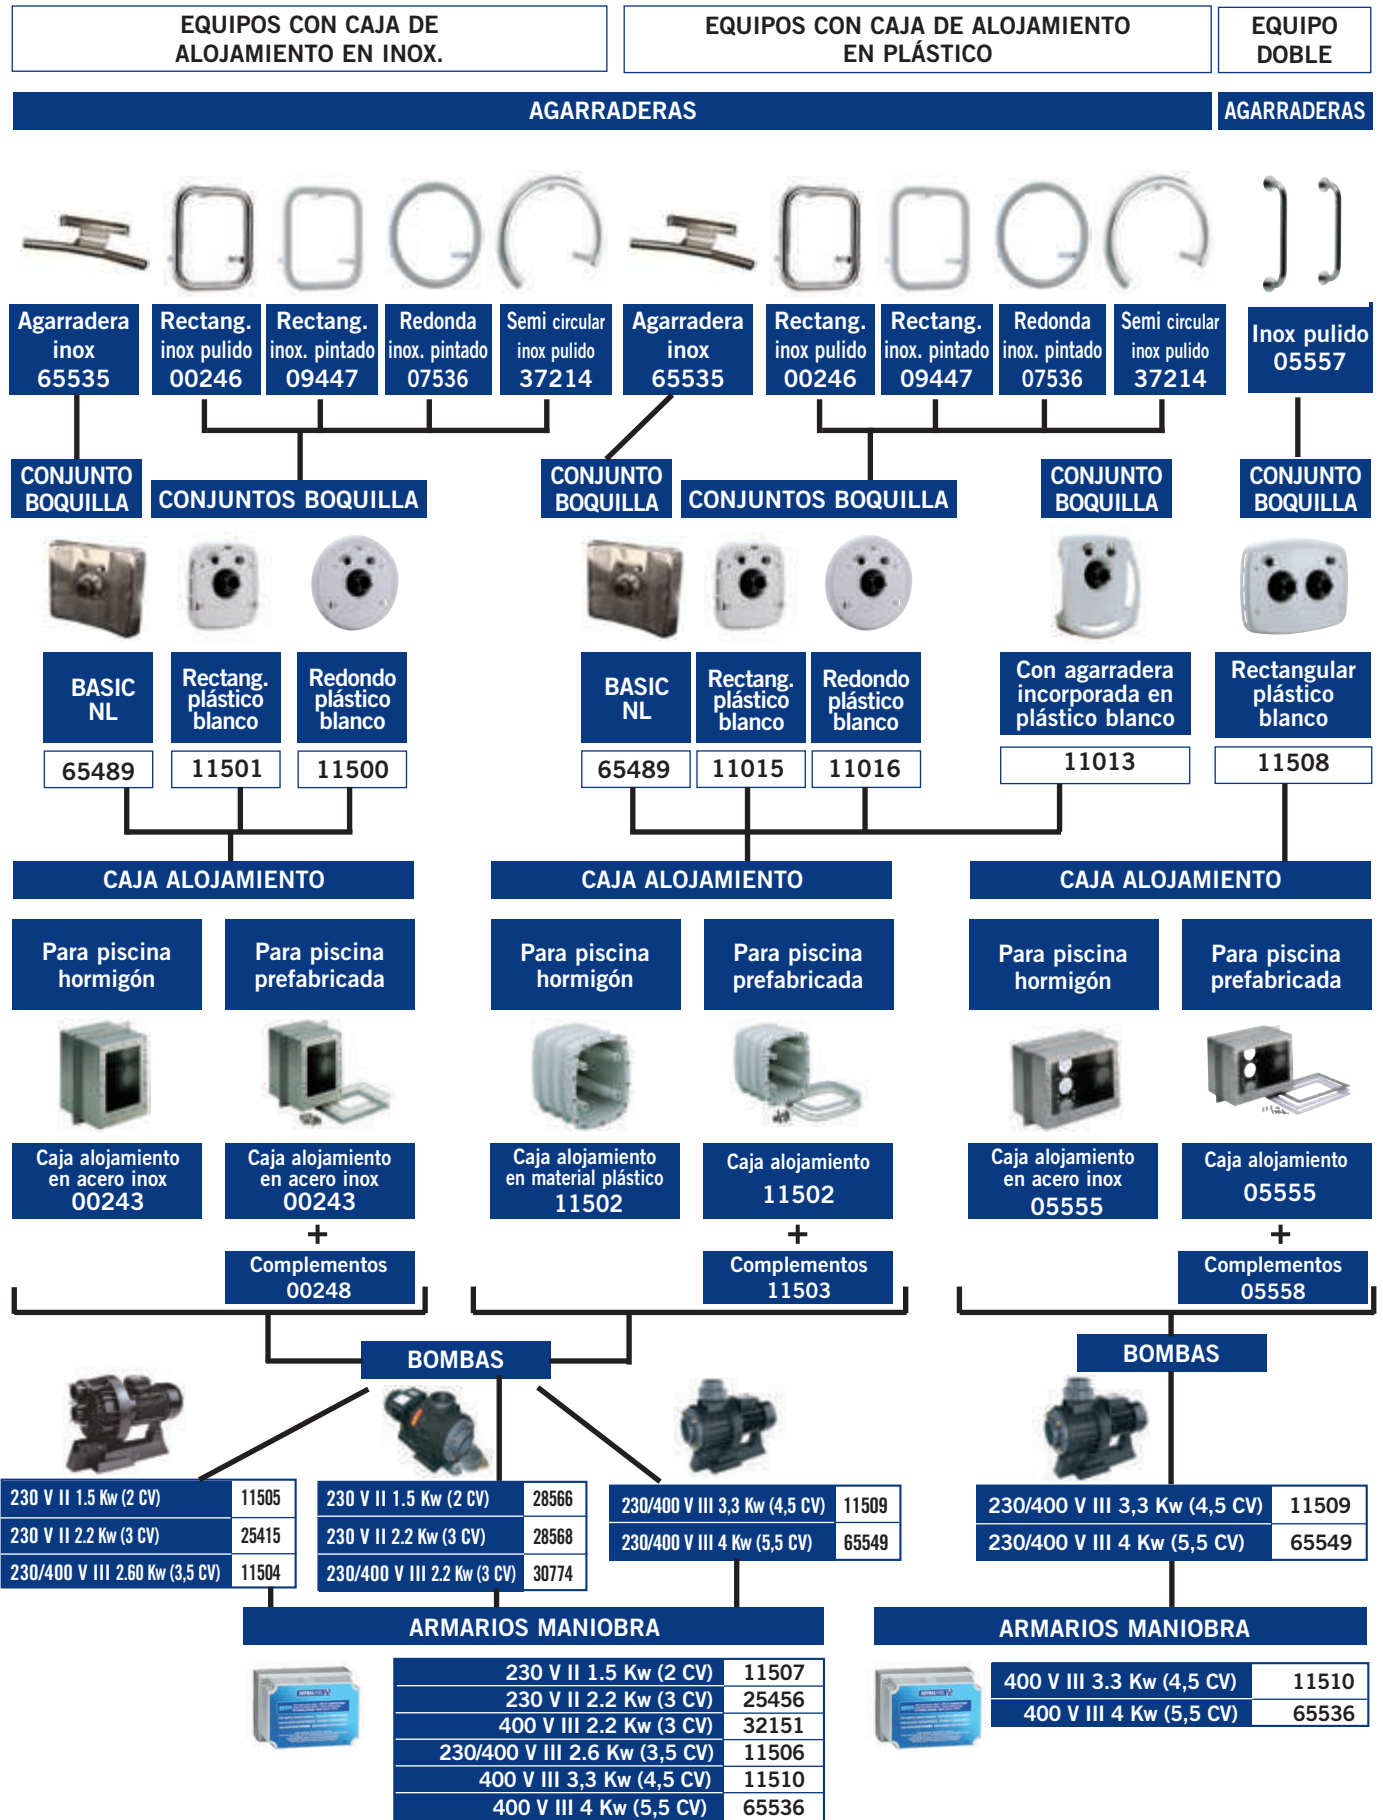 EQUIPOS CON CAJA DE
ALOJAMIENTO EN INOX.
EQUIPOS CON CAJA DE ALOJAMIENTO
EN PLÁSTICO
EQUIPO
DOBLE
AGARRADERAS
AGARRADERAS
Agarradera
inox
65535
Rectang.
inox pulido
00246
Rectang.
inox. pintado
09447
Redonda
inox. pintado
07536
Semi circular
inox pulido
37214
Agarradera
inox
65535
Rectang.
inox pulido
00246
Rectang.
inox. pintado
09447
Redonda
inox. pintado
07536
Semi circular
inox pulido
37214
Inox pulido
05557
CONJUNTO
BOQUILLA
CONJUNTOS BOQUILLA
CONJUNTO
BOQUILLA
CONJUNTOS BOQUILLA
CONJUNTO
BOQUILLA
CONJUNTO
BOQUILLA
BASIC
NL
65489
Rectang.
plástico
blanco
11501
Redondo
plástico
blanco
11500
BASIC
NL
65489
Rectang.
plástico
blanco
11015
Redondo
plástico
blanco
11016
Con agarradera
incorporada en
plástico blanco
11013
Rectangular
plástico
blanco
11508
CAJA ALOJAMIENTO
CAJA ALOJAMIENTO
CAJA ALOJAMIENTO
Para piscina
hormigón
Para piscina
prefabricada
Para piscina
hormigón
Para piscina
prefabricada
Para piscina
hormigón
Para piscina
prefabricada
Caja alojamiento
en acero inox
00243
Caja alojamiento
en acero inox
00243
+
Complementos
00248
Caja alojamiento
en material plástico
11502
Caja alojamiento
11502
+
Complementos
11503
Caja alojamiento
en acero inox
05555
Caja alojamiento
05555
+
Complementos
05558
BOMBAS
BOMBAS
230 V II 1.5 Kw (2 CV) 11505
230 V II 2.2 Kw (3 CV) 25415
230/400 V III 2.60 Kw (3,5 CV) 11504
230 V II 1.5 Kw (2 CV) 28566
230 V II 2.2 Kw (3 CV) 28568
230/400 V III 2.2 Kw (3 CV) 30774
230/400 V III 3,3 Kw (4,5 CV) 11509
230/400 V III 4 Kw (5,5 CV) 65549
230/400 V III 3,3 Kw (4,5 CV) 11509
230/400 V III 4 Kw (5,5 CV) 65549
ARMARIOS MANIOBRA
230 V II 1.5 Kw (2 CV) 11507
230 V II 2.2 Kw (3 CV) 25456
400 V III 2.2 Kw (3 CV) 32151
230/400 V III 2.6 Kw (3,5 CV) 11506
400 V III 3,3 Kw (4,5 CV) 11510
400 V III 4 Kw (5,5 CV) 65536
ARMARIOS MANIOBRA
400 V III 3.3 Kw (4,5 CV) 11510
400 V III 4 Kw (5,5 CV) 65536